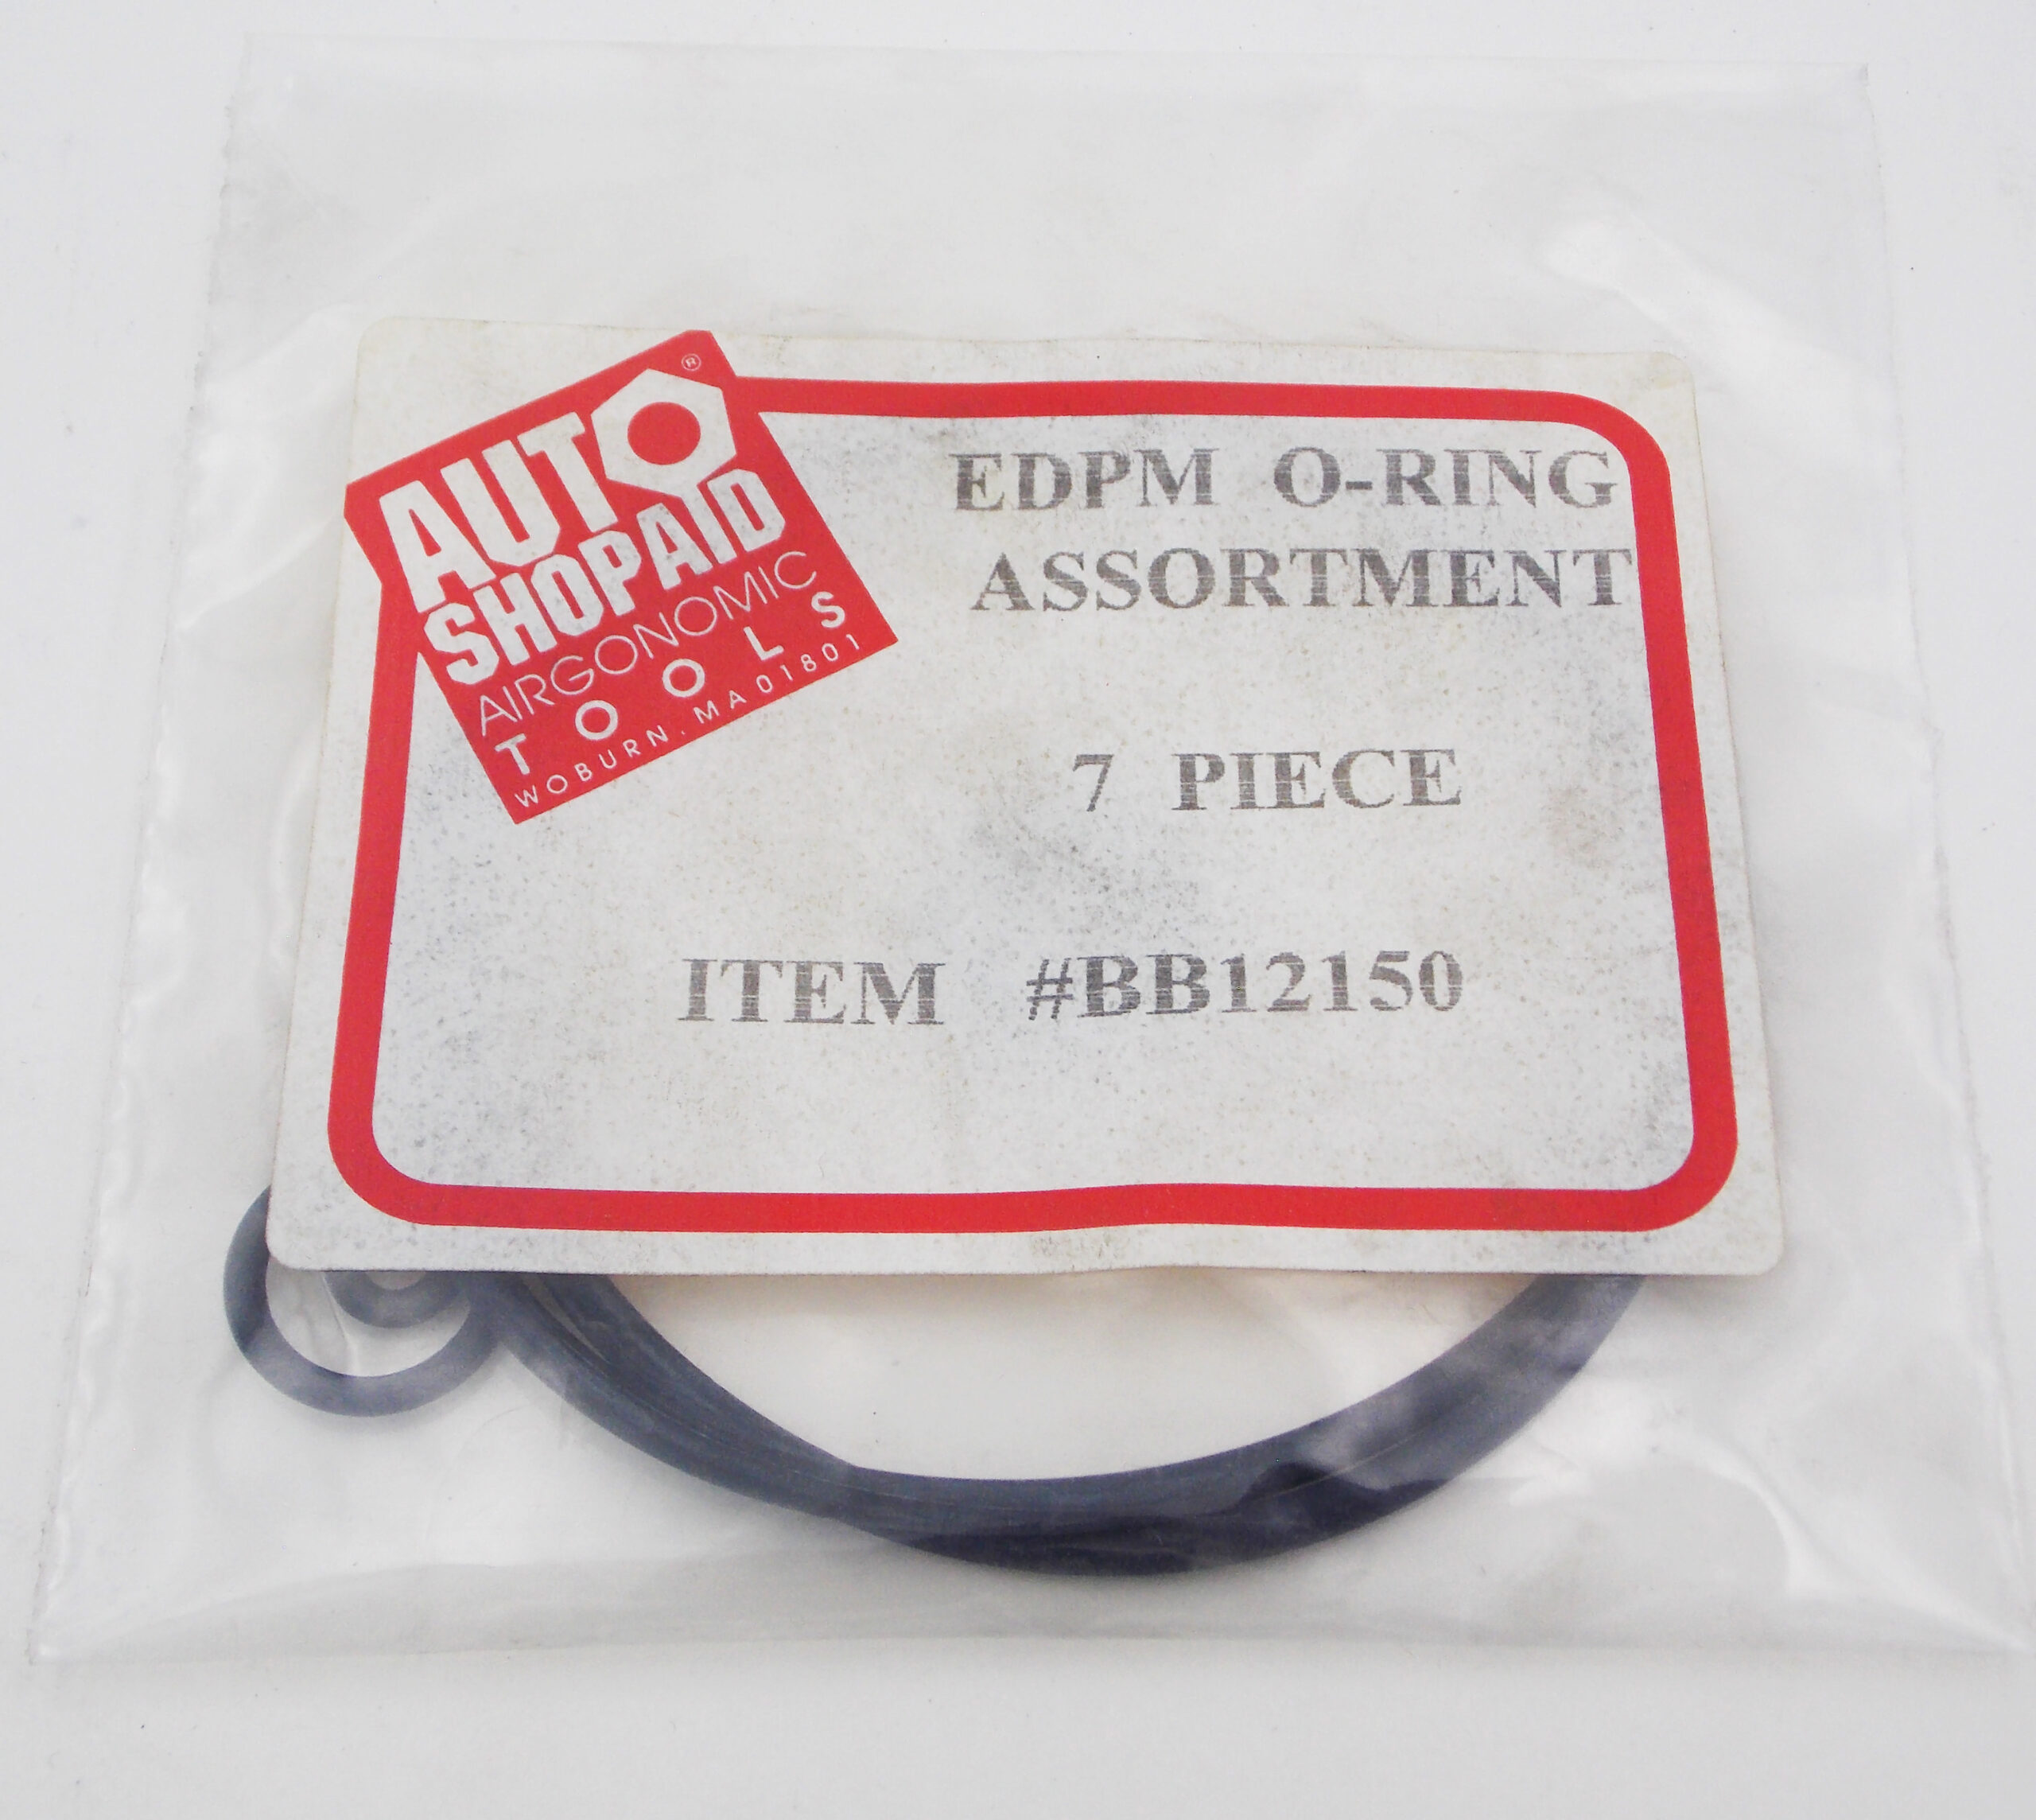 ®
AUTO
SHOPAID
AIRGONOMIC
TOOLS
WOBURN, MA 01801
EDPM O-RING
ASSORTMENT
7 PIECE
ITEM #BB12150